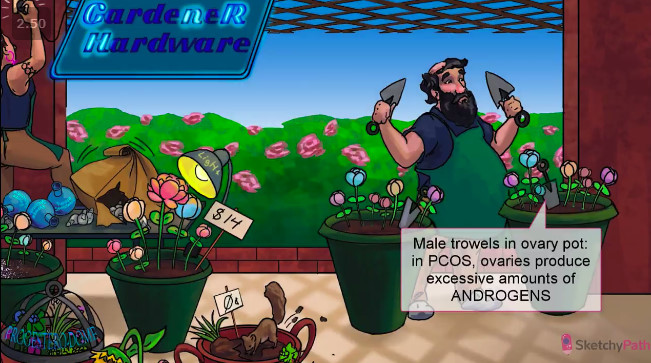 2:50
GardeneR
Hardware
Light
$14
Male trowels in ovary pot:
in PCOS, ovaries produce
excessive amounts of
ANDROGENS
SketchyPath